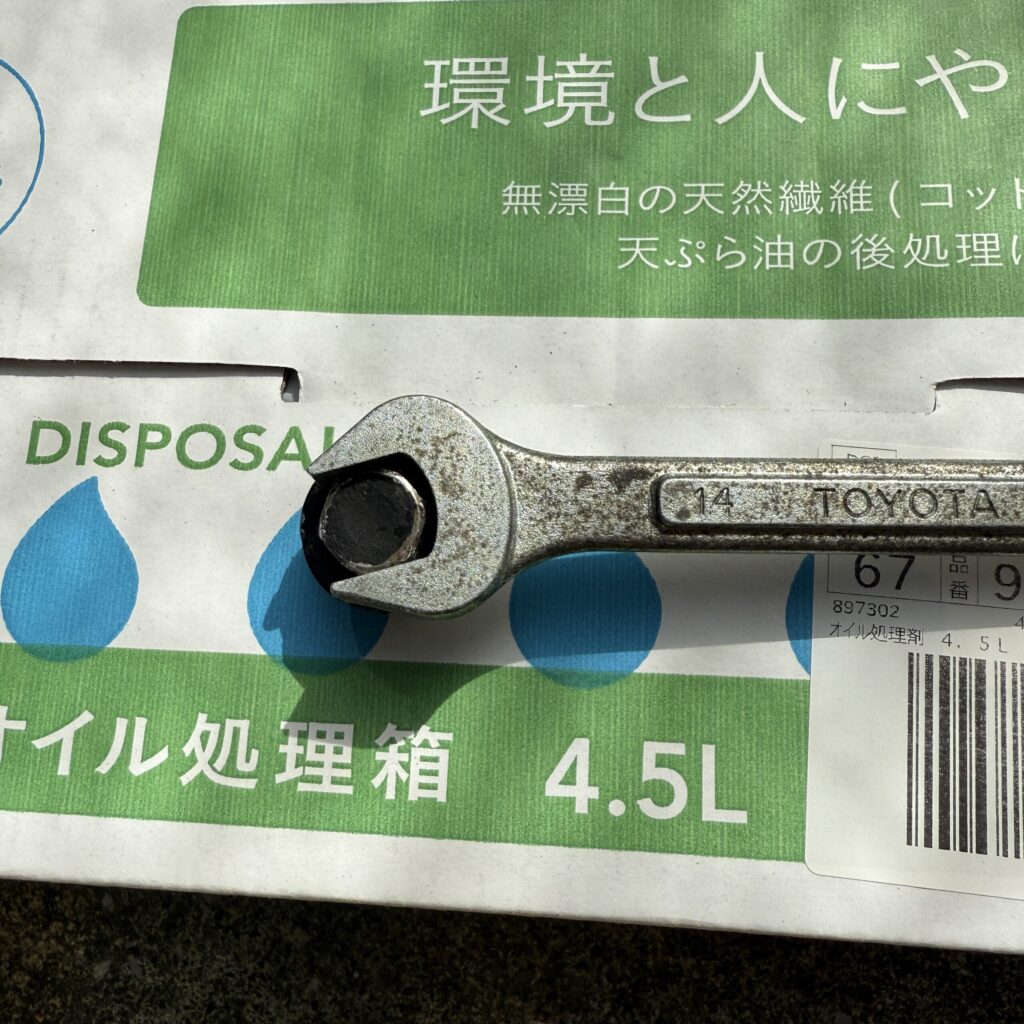 環境と人にや
無漂白の天然繊維(コット
天ぷら油の後処理に
DISPOSAL
14 TOYOTA
67 品番 9
897302
オイル処理剤 4.5L
オイル処理箱 4.5L